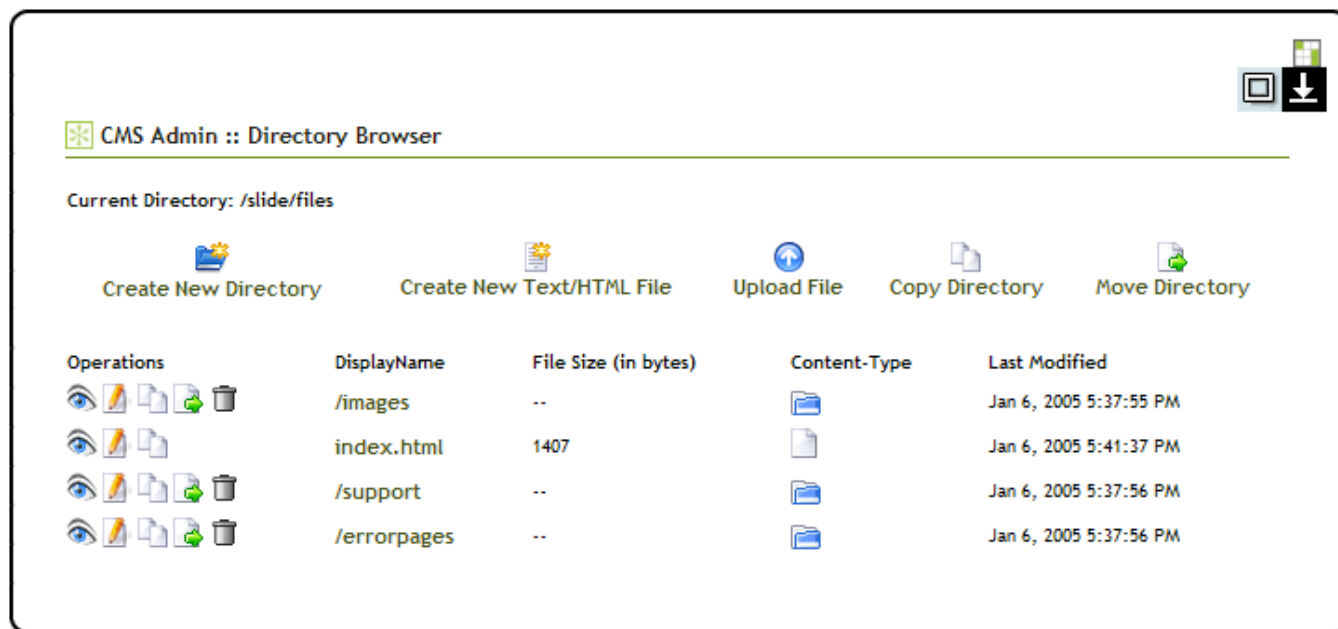 CMS Admin :: Directory Browser
Current Directory: /slide/files
Create New Directory Create New Text/HTML File Upload File Copy Directory Move Directory
Operations DisplayName File Size (in bytes) Content-Type Last Modified
/images -- Jan 6, 2005 5:37:55 PM
index.html 1407 Jan 6, 2005 5:41:37 PM
/support -- Jan 6, 2005 5:37:56 PM
/errorpages -- Jan 6, 2005 5:37:56 PM